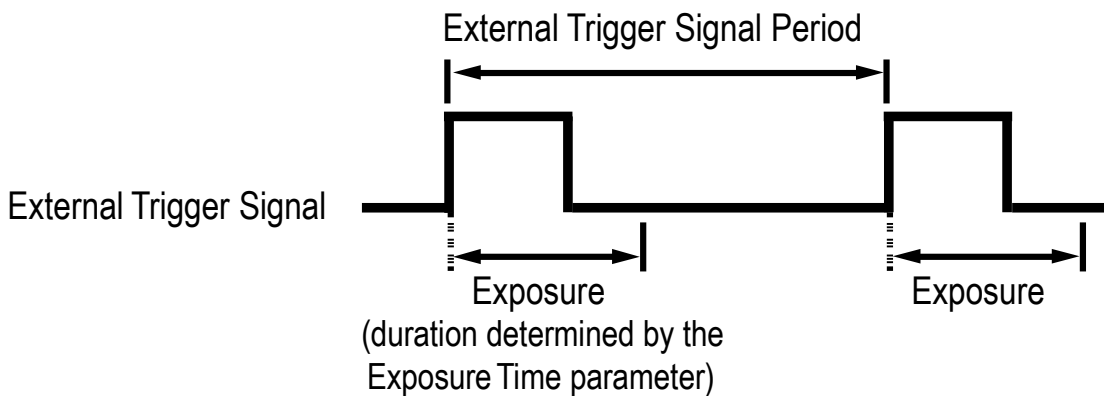 External Trigger Signal Period
External Trigger Signal
Exposure
(duration determined by the
Exposure Time parameter)
Exposure